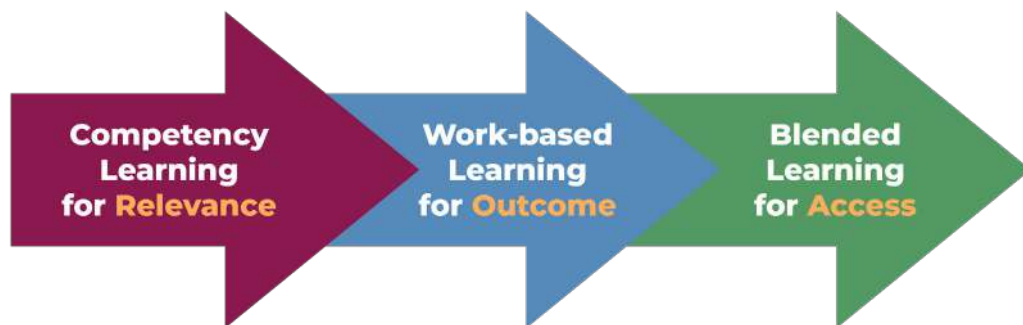 Competency
Learning
for Relevance
Work-based
Learning
for Outcome
Blended
Learning
for Access